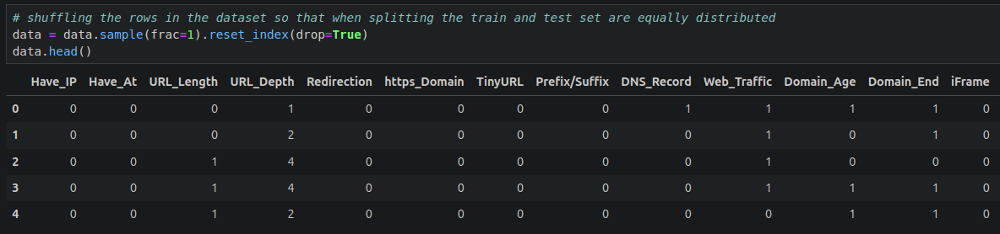 # shuffling the rows in the dataset so that when splitting the train and test set are equally distributed
data = data.sample(frac=1).reset_index(drop=True)
data.head()
Have_IP Have_At URL_Length URL_Depth Redirection https_Domain TinyURL Prefix/Suffix DNS_Record Web_Traffic Domain_Age Domain_End iFrame
0 0 0 0 1 0 0 0 0 1 1 1 1 0
1 0 0 0 2 0 0 0 0 0 1 0 1 0
2 0 0 1 4 0 0 0 0 0 1 0 0 0
3 0 0 1 4 0 0 0 0 0 1 1 1 0
4 0 0 1 2 0 0 0 0 0 0 1 1 0